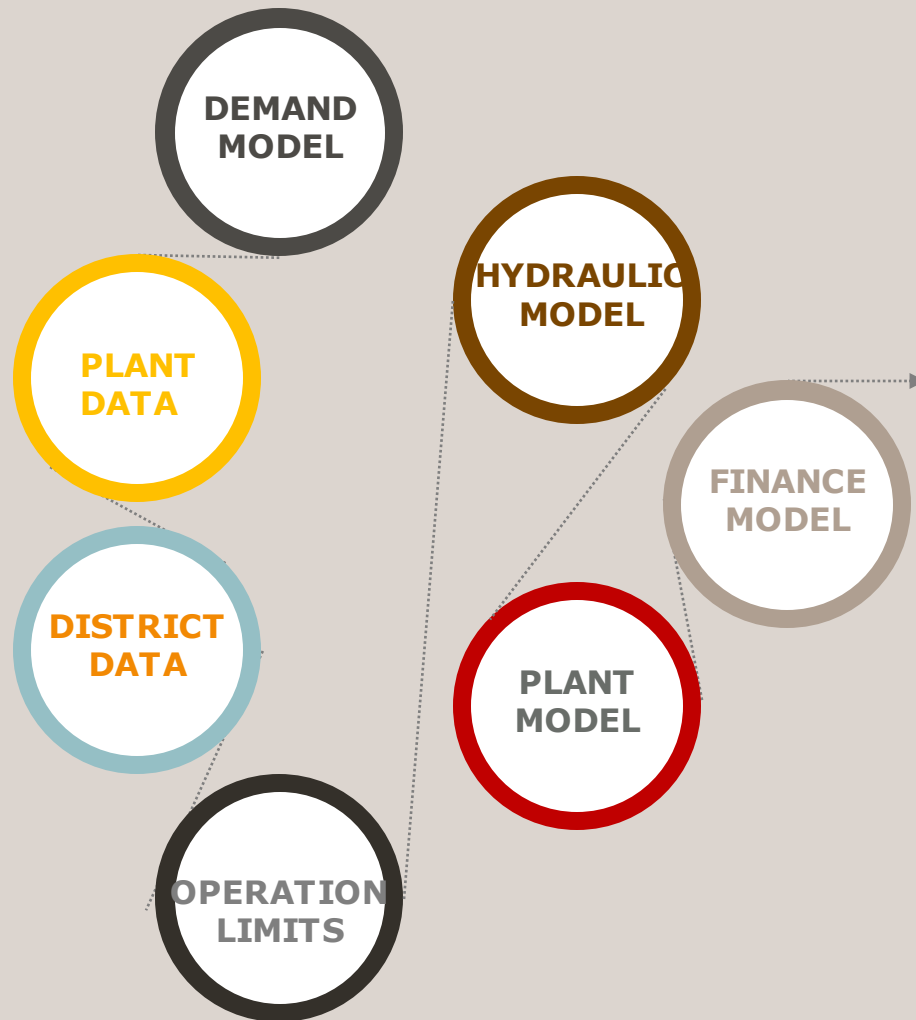 DEMAND
MODEL
PLANT
DATA
DISTRICT
DATA
OPERATION
LIMITS
HYDRAULIC
MODEL
PLANT
MODEL
FINANCE
MODEL